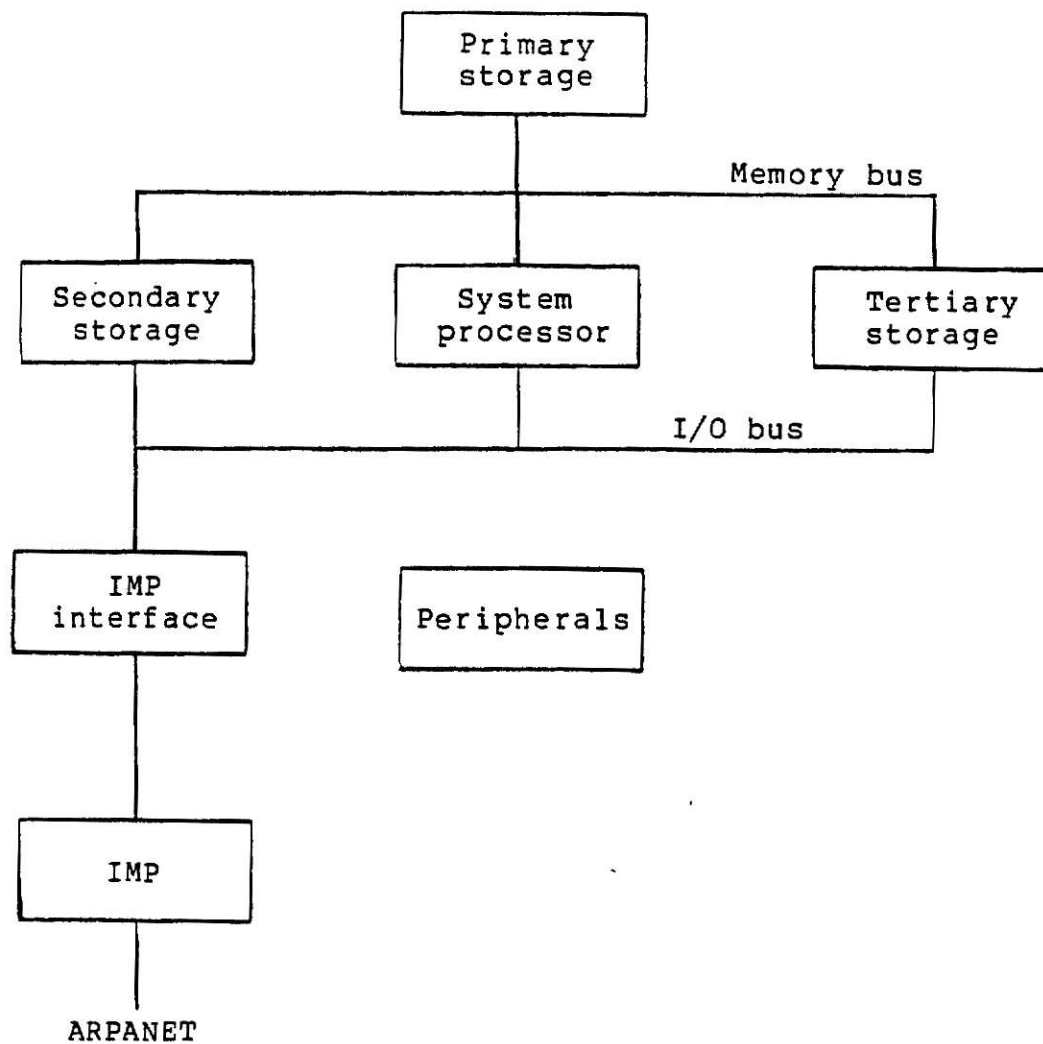 Primary
storage
Memory bus
Secondary
storage
System
processor
Tertiary
storage
I/O bus
IMP
interface
Peripherals
IMP
ARPANET